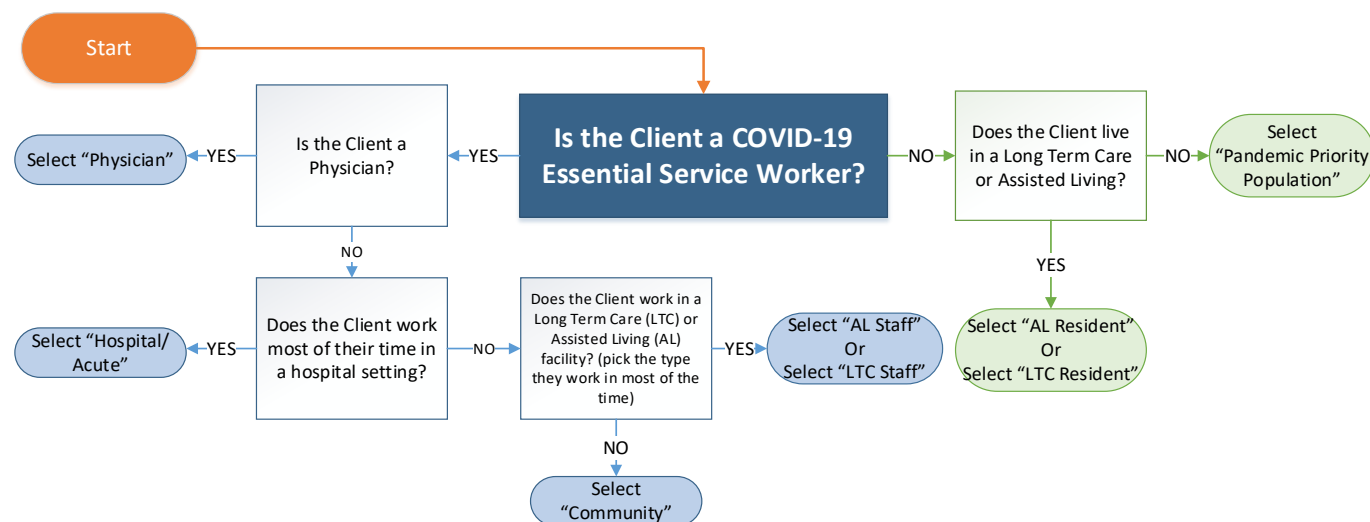 Start
Is the Client a COVID-19
Essential Service Worker?
YES
Is the Client a
Physician?
YES
Select “Physician”
NO
Does the Client work
most of their time in
a hospital setting?
YES
Select “Hospital/
Acute”
NO
Does the Client work in a
Long Term Care (LTC) or
Assisted Living (AL)
facility? (pick the type
they work in most of the
time)
YES
Select “AL Staff”
Or
Select “LTC Staff”
NO
Select
“Community”
NO
Does the Client live
in a Long Term Care
or Assisted Living?
NO
Select
“Pandemic Priority
Population”
YES
Select “AL Resident”
Or
Select “LTC Resident”